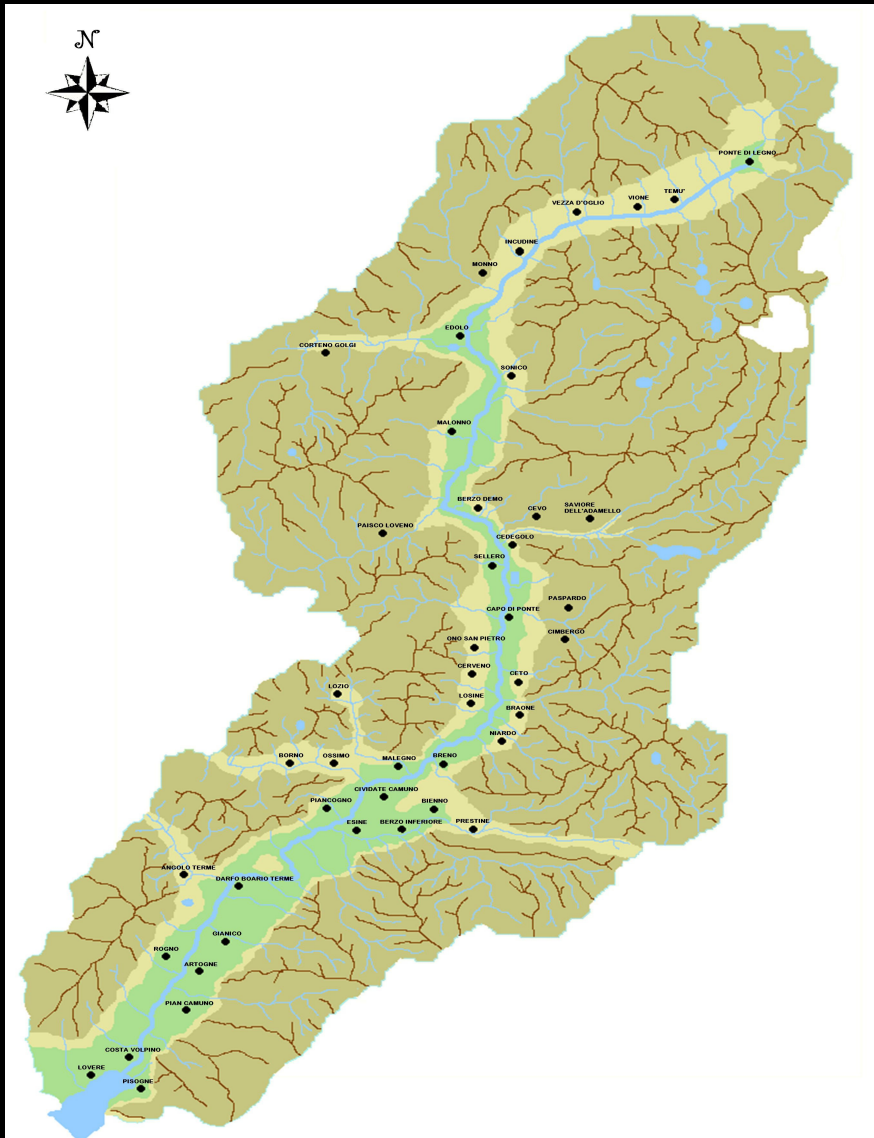 N
PONTE DI LEGNO
TEMU'
VIONE
VEZZA D'OGLIO
INCUDINE
MONNO
EDOLO
CORTENO GOLGI
SONICO
MALONNO
BERZO DEMO
CEVO
SAVIORE
DELL'ADAMELLO
PAISCO LOVENO
CEDEGOLO
SELLERO
PASPARDO
CAPO DI PONTE
CIMBERGO
ONO SAN PIETRO
CERVENO
CETO
LOZIO
LOSINE
BRAONE
NIARDO
BORNO
OSSIMO
MALEGNO
BRENO
CIVIDATE CAMUNO
PIANCOGNO
BIENNO
ESINE
BERZO INFERIORE
PRESTINE
ANGOLO TERME
DARFO BOARIO TERME
GIANICO
ROGNO
ARTOGNE
PIAN CAMUNO
COSTA VOLPINO
LOVERE
PISOGNE